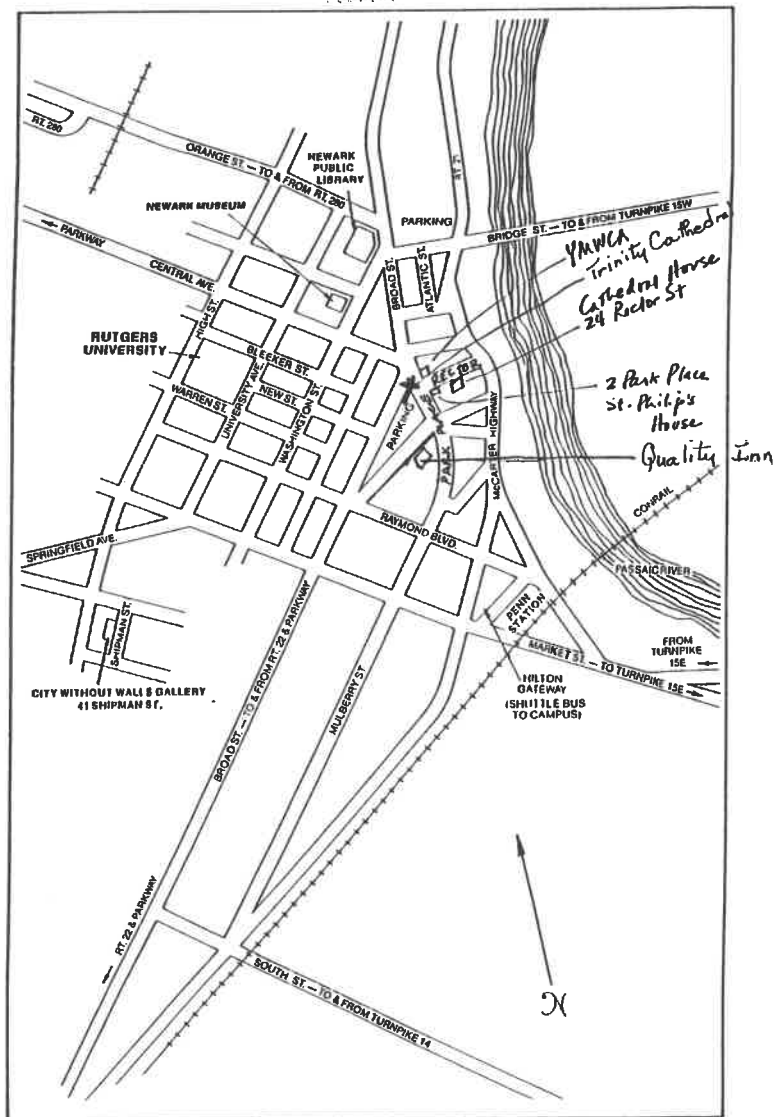 RT. 280
ORANGE ST. — TO & FROM RT. 280
NEWARK
PUBLIC
LIBRARY
NEWARK MUSEUM
PARKWAY
CENTRAL AVE.
HIGH ST.
RT 21
PARKING
BRIDGE ST. — TO & FROM TURNPIKE 15W
BROAD ST.
ATLANTIC ST.
YMWCA
Trinity Cathedral
Cathedral House
24 Rector St
RECTOR
RUTGERS
UNIVERSITY
BLEEKER ST.
WARREN ST.
UNIVERSITY AVE.
NEW ST.
WASHINGTON ST.
PARKING
PARK
McCARTER HIGHWAY
2 Park Place
St. Philip's
House
Quality Inn
CONRAIL
RAYMOND BLVD.
SPRINGFIELD AVE.
PASSAIC RIVER
PENN
STATION
SHIPMAN ST.
FROM
TURNPIKE
15E
MARKET ST. — TO TURNPIKE 15E
CITY WITHOUT WALLS GALLERY
41 SHIPMAN ST.
HILTON
GATEWAY
(SHUTTLE BUS
TO CAMPUS)
BROAD ST. — TO & FROM RT. 22 & PARKWAY
MULBERRY ST
RT. 22 & PARKWAY
SOUTH ST. — TO & FROM TURNPIKE 14
N